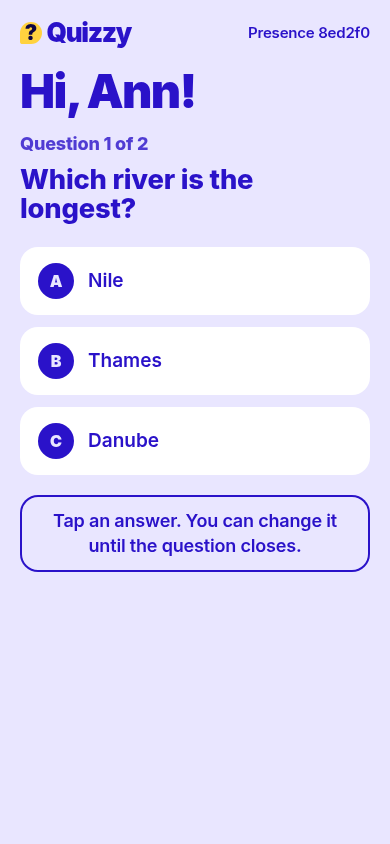 ? Quizzy
Presence 8ed2f0
Hi, Ann!
Question 1 of 2
Which river is the
longest?
A Nile
B Thames
C Danube
Tap an answer. You can change it
until the question closes.